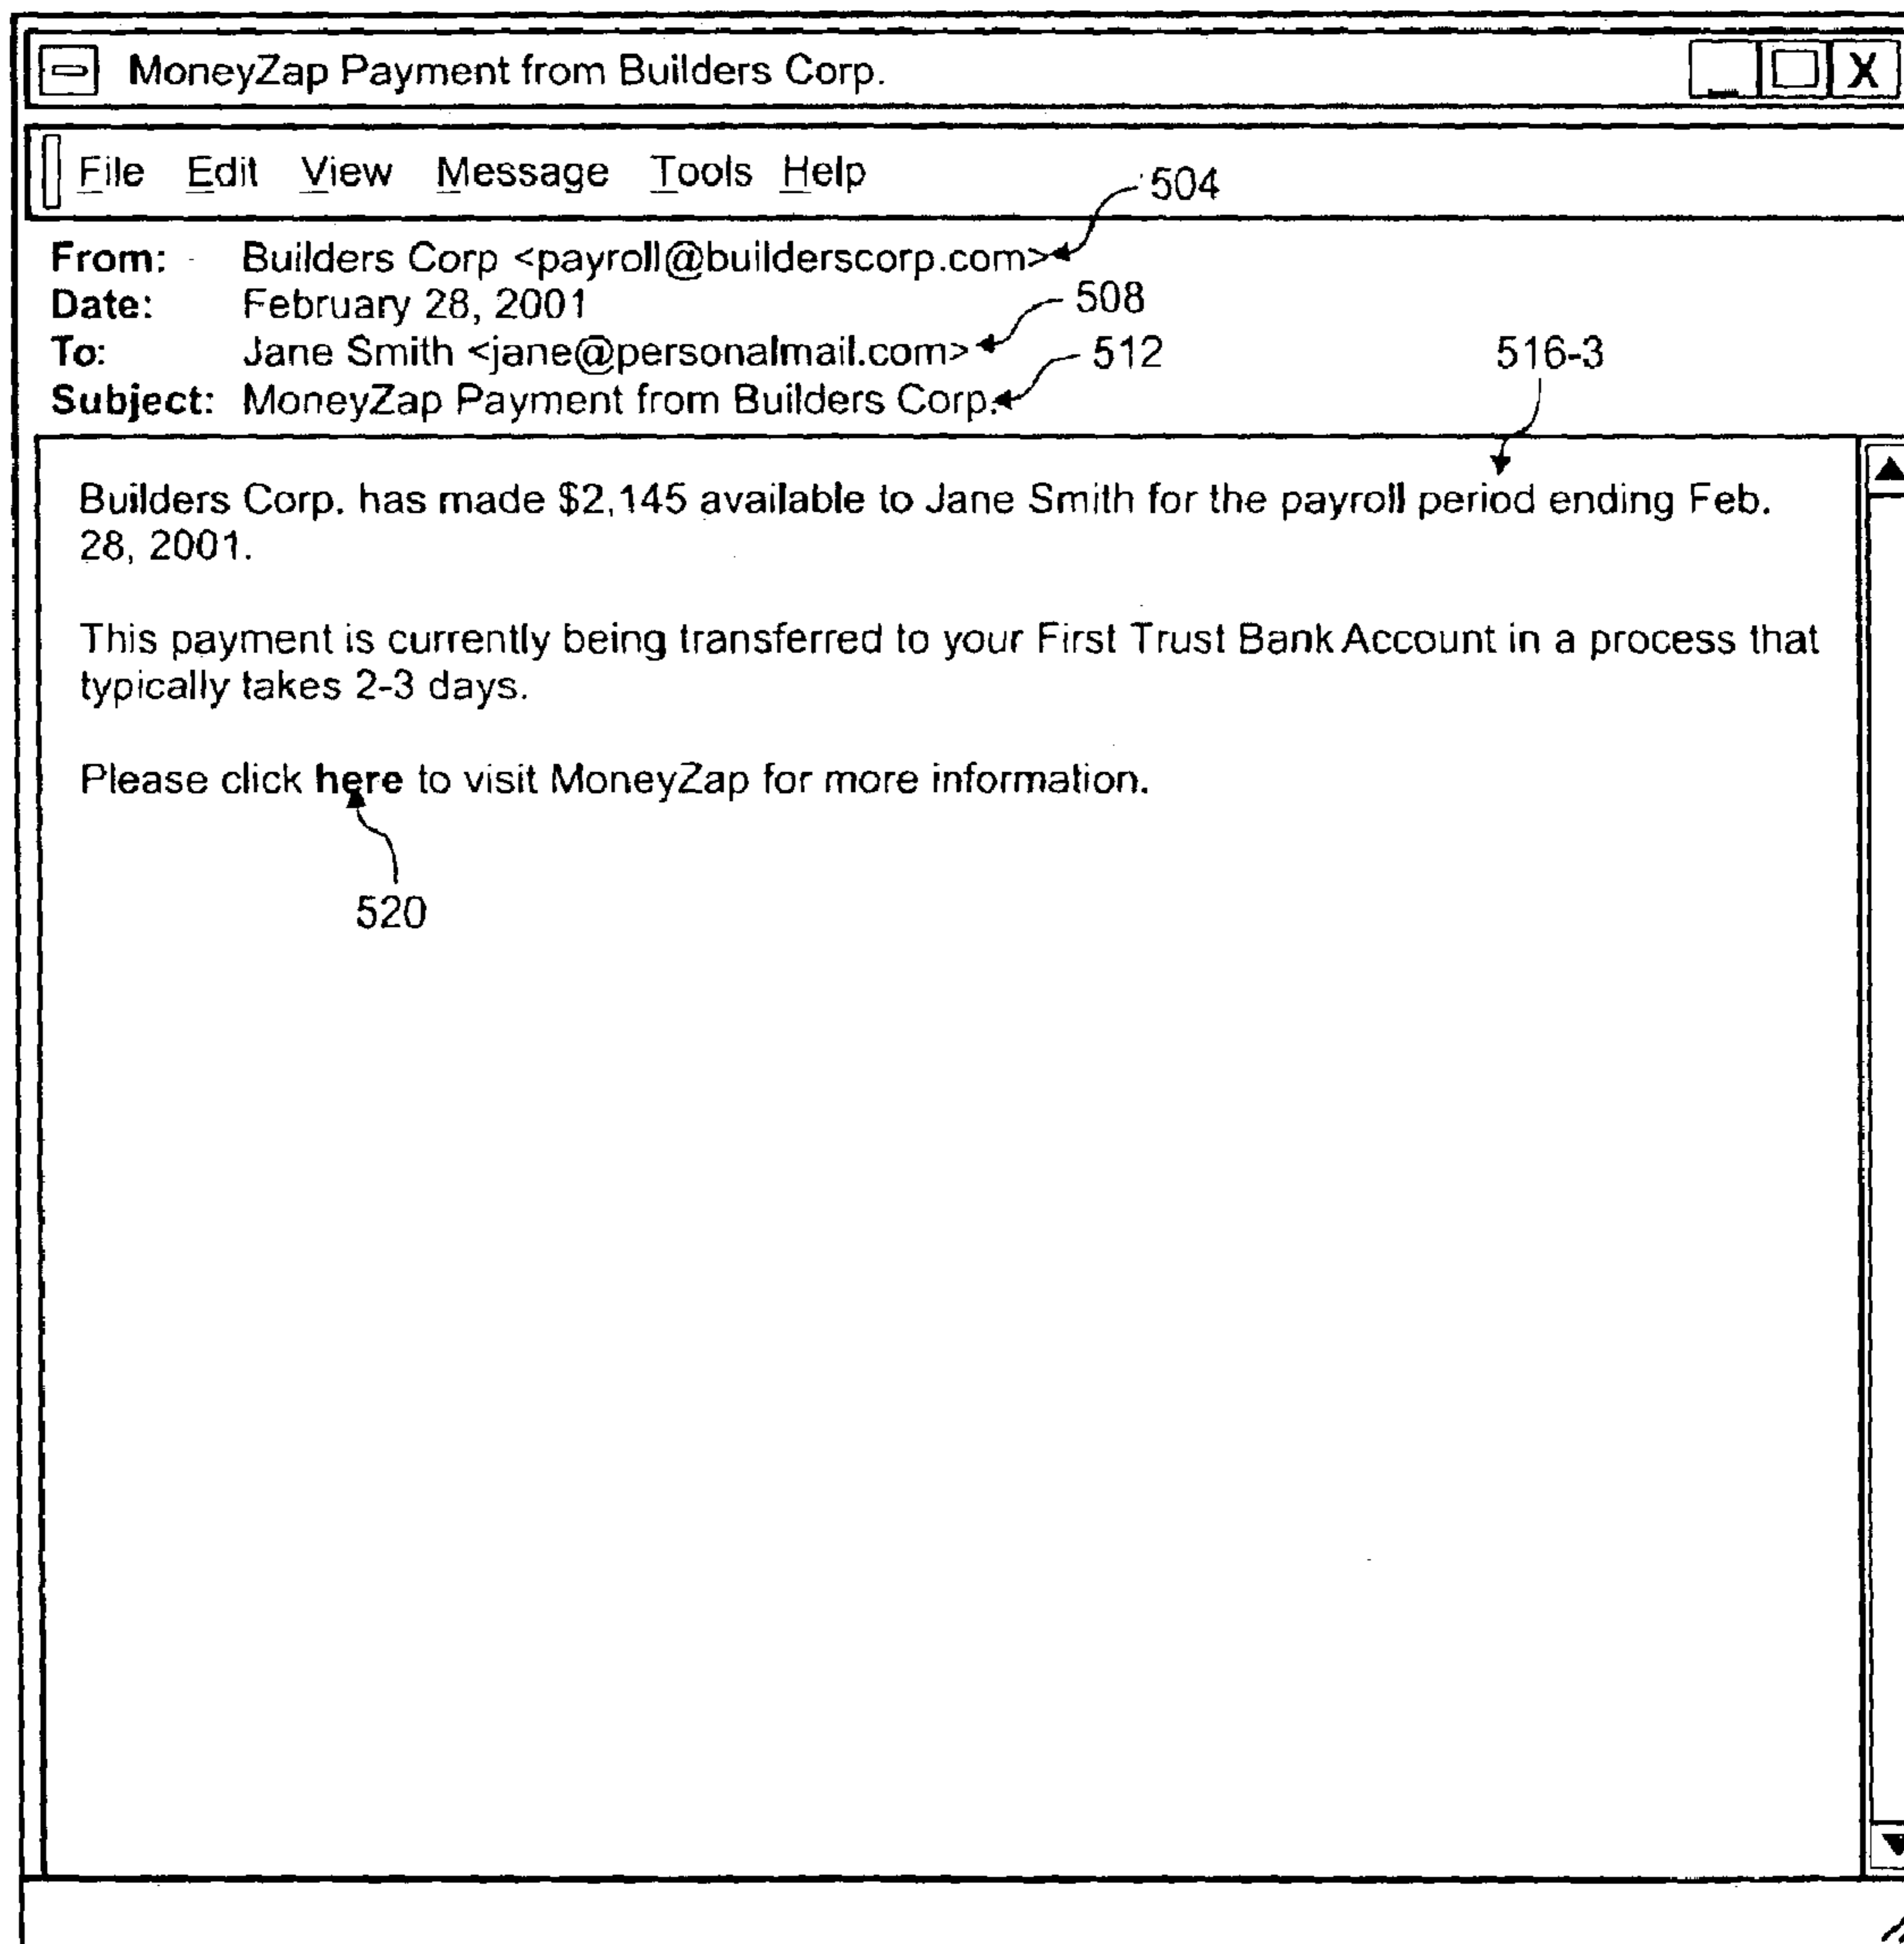 MoneyZap Payment from Builders Corp. X
File Edit View Message Tools Help
504
From: Builders Corp <payroll@builderscorp.com>
Date: February 28, 2001
508
To: Jane Smith <jane@personalmail.com>
512
516-3
Subject: MoneyZap Payment from Builders Corp.
Builders Corp. has made $2,145 available to Jane Smith for the payroll period ending Feb.
28, 2001.
This payment is currently being transferred to your First Trust Bank Account in a process that
typically takes 2-3 days.
Please click here to visit MoneyZap for more information.
520